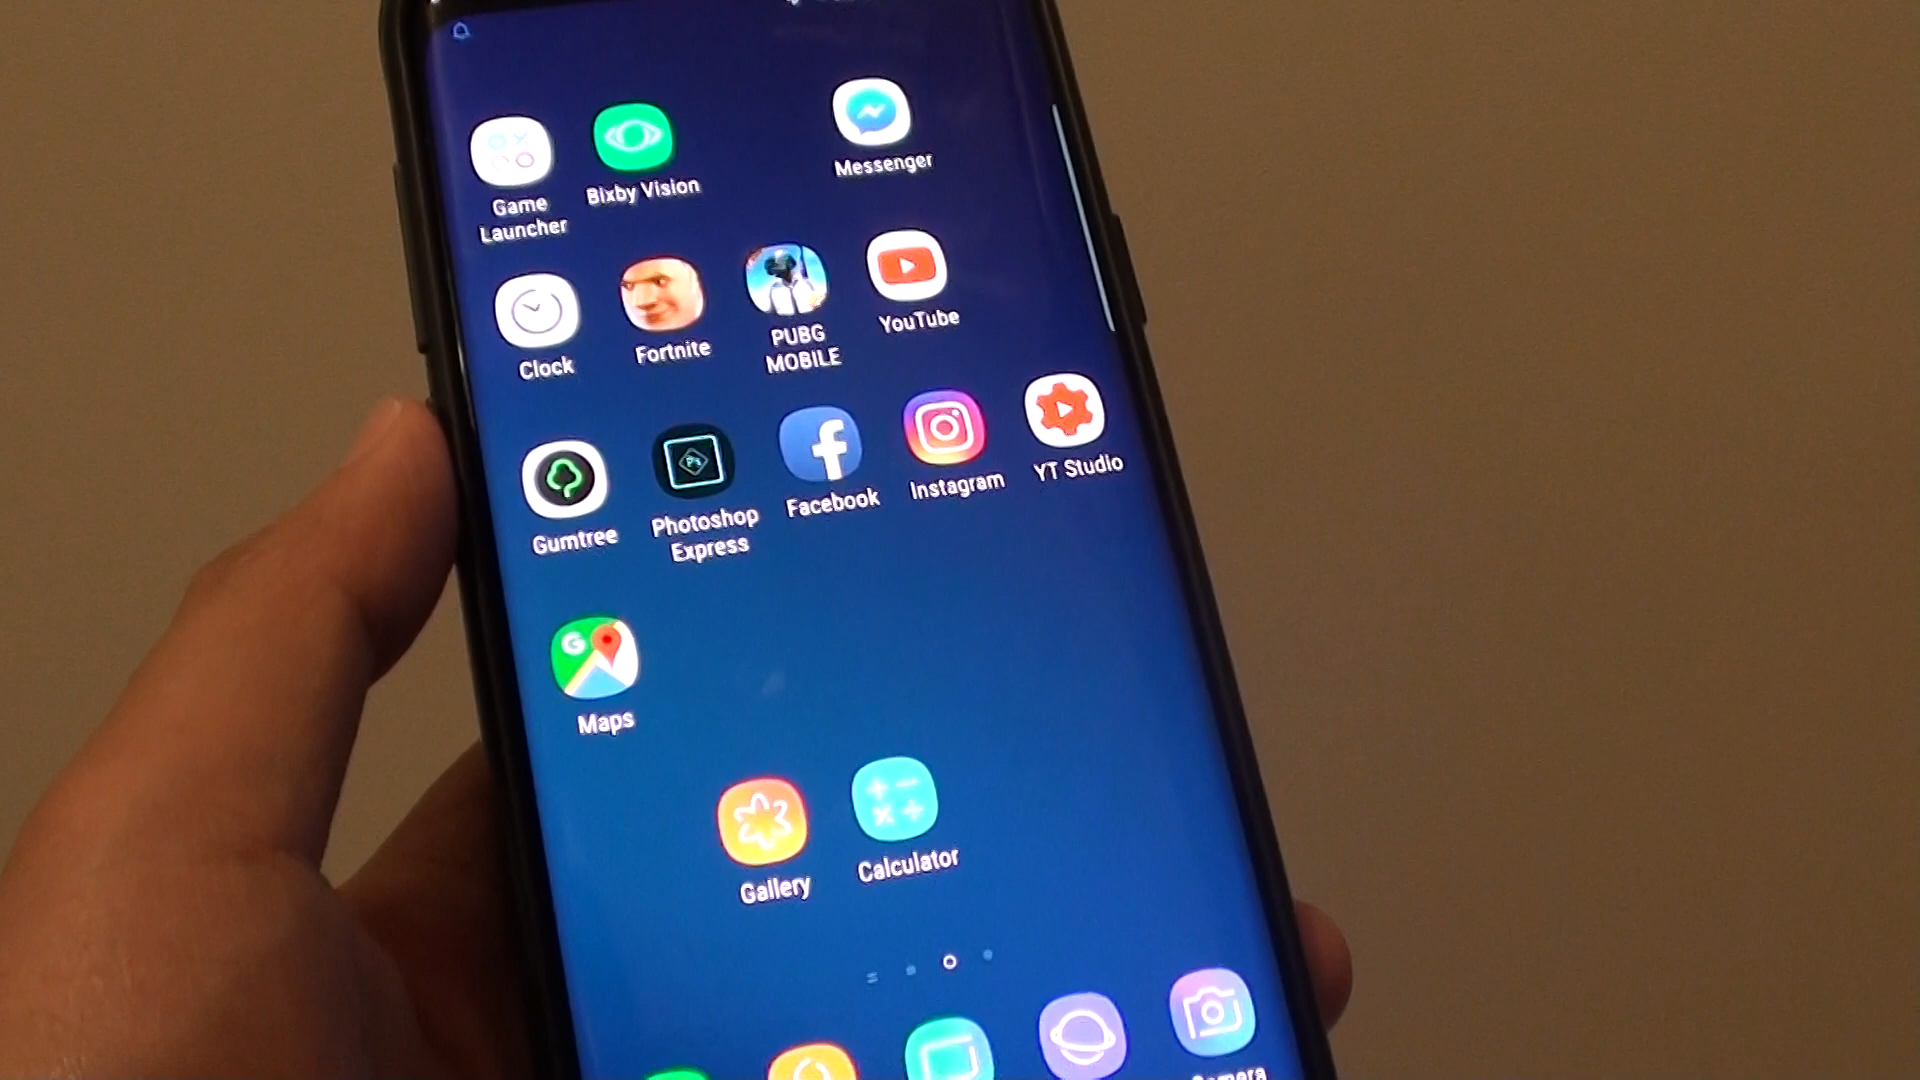 Game
Launcher
Bixby Vision
Messenger
Clock
Fortnite
PUBG
MOBILE
YouTube
Gumtree
Photoshop
Express
Facebook
Instagram
YT Studio
Maps
Gallery
Calculator
Camera